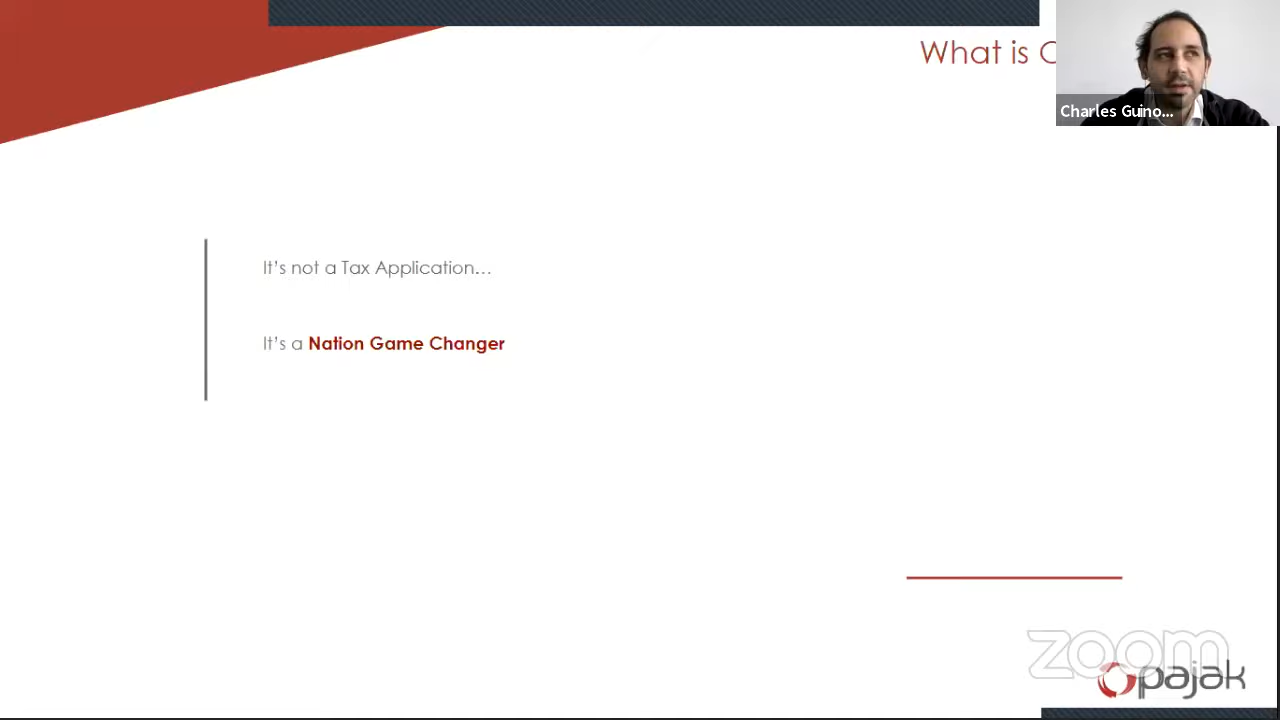 What is
Charles Guino...
It's not a Tax Application...
It's a Nation Game Changer
zoom
pajak